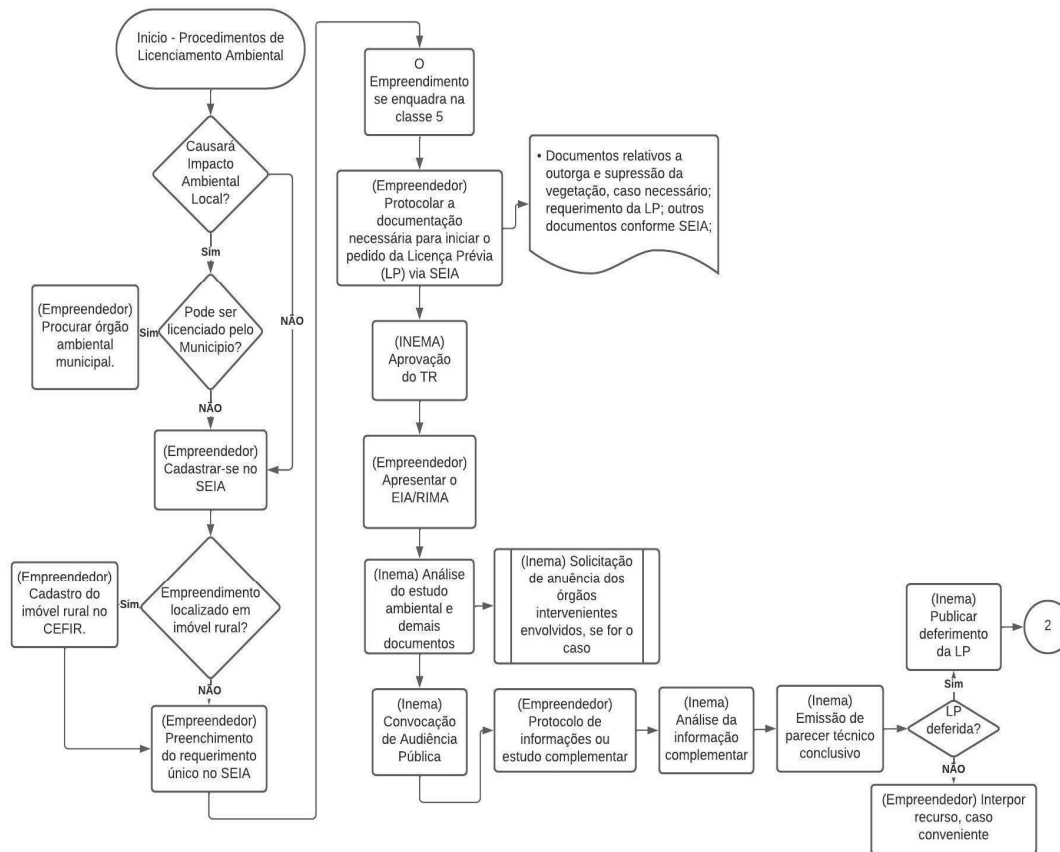 Inicio - Procedimentos de
Licenciamento Ambiental
Causará
Impacto
Ambiental
Local?
Sim
NÃO
Pode ser
licenciado pelo
Municipio?
Sim
(Empreendedor)
Procurar órgão
ambiental
municipal.
NÃO
(Empreendedor)
Cadastrar-se no
SEIA
Empreendimento
localizado em
imóvel rural?
Sim
(Empreendedor)
Cadastro do
imóvel rural no
CEFIR.
NÃO
(Empreendedor)
Preenchimento
do requerimento
único no SEIA
O
Empreendimento
se enquadra na
classe 5
(Empreendedor)
Protocolar a
documentação
necessária para iniciar o
pedido da Licença Prévia
(LP) via SEIA
• Documentos relativos a
outorga e supressão da
vegetação, caso necessário;
requerimento da LP; outros
documentos conforme SEIA;
(INEMA)
Aprovação
do TR
(Empreendedor)
Apresentar o
EIA/RIMA
(Inema) Análise
do estudo
ambiental e
demais
documentos
(Inema) Solicitação
de anuência dos
órgãos
intervenientes
envolvidos, se for o
caso
(Inema)
Convocação
de Audiência
Pública
(Empreendedor)
Protocolo de
informações ou
estudo complementar
(Inema)
Análise da
informação
complementar
(Inema)
Emissão de
parecer técnico
conclusivo
LP
deferida?
Sim
(Inema)
Publicar
deferimento
da LP
2
NÃO
(Empreendedor) Interpor
recurso, caso
conveniente